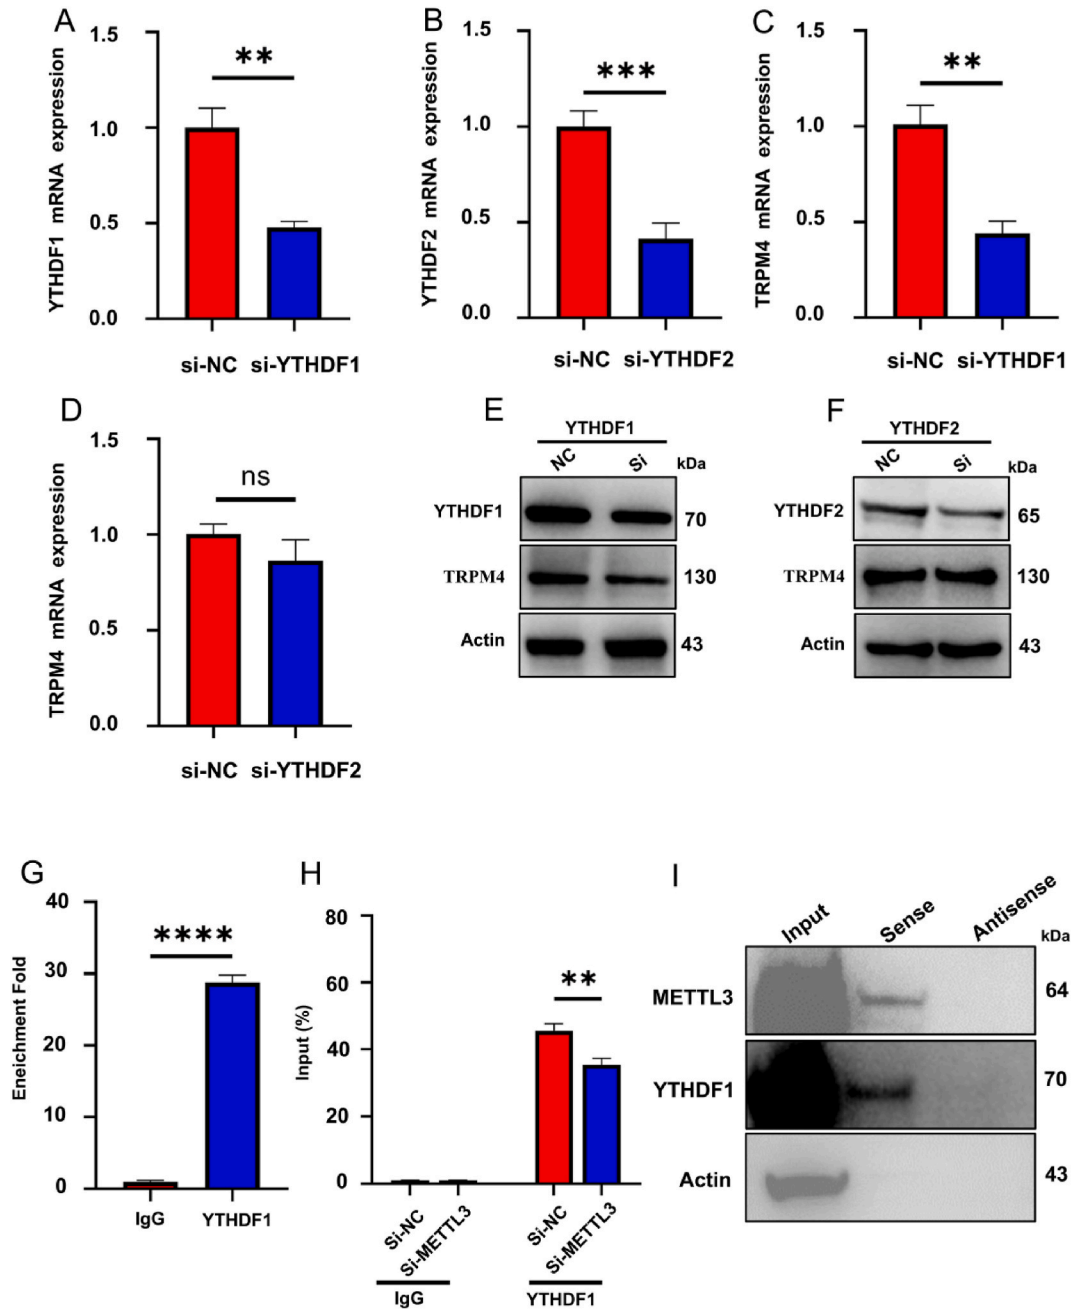 A
YTHDF1 mRNA expression
1.5
1.0
0.5
0.0
**
si-NC si-YTHDF1
B
YTHDF2 mRNA expression
1.5
1.0
0.5
0.0
***
si-NC si-YTHDF2
C
TRPM4 mRNA expression
1.5
1.0
0.5
0.0
**
si-NC si-YTHDF1
D
TRPM4 mRNA expression
1.5
1.0
0.5
0.0
ns
si-NC si-YTHDF2
E
YTHDF1
NC Si kDa
YTHDF1 70
TRPM4 130
Actin 43
F
YTHDF2
NC Si kDa
YTHDF2 65
TRPM4 130
Actin 43
G
Eneichment Fold
40
30
20
10
0
****
IgG YTHDF1
H
Input (%)
80
60
40
20
0
**
Si-NC Si-METTL3 Si-NC Si-METTL3
IgG YTHDF1
I
Input Sense Antisense kDa
METTL3 64
YTHDF1 70
Actin 43